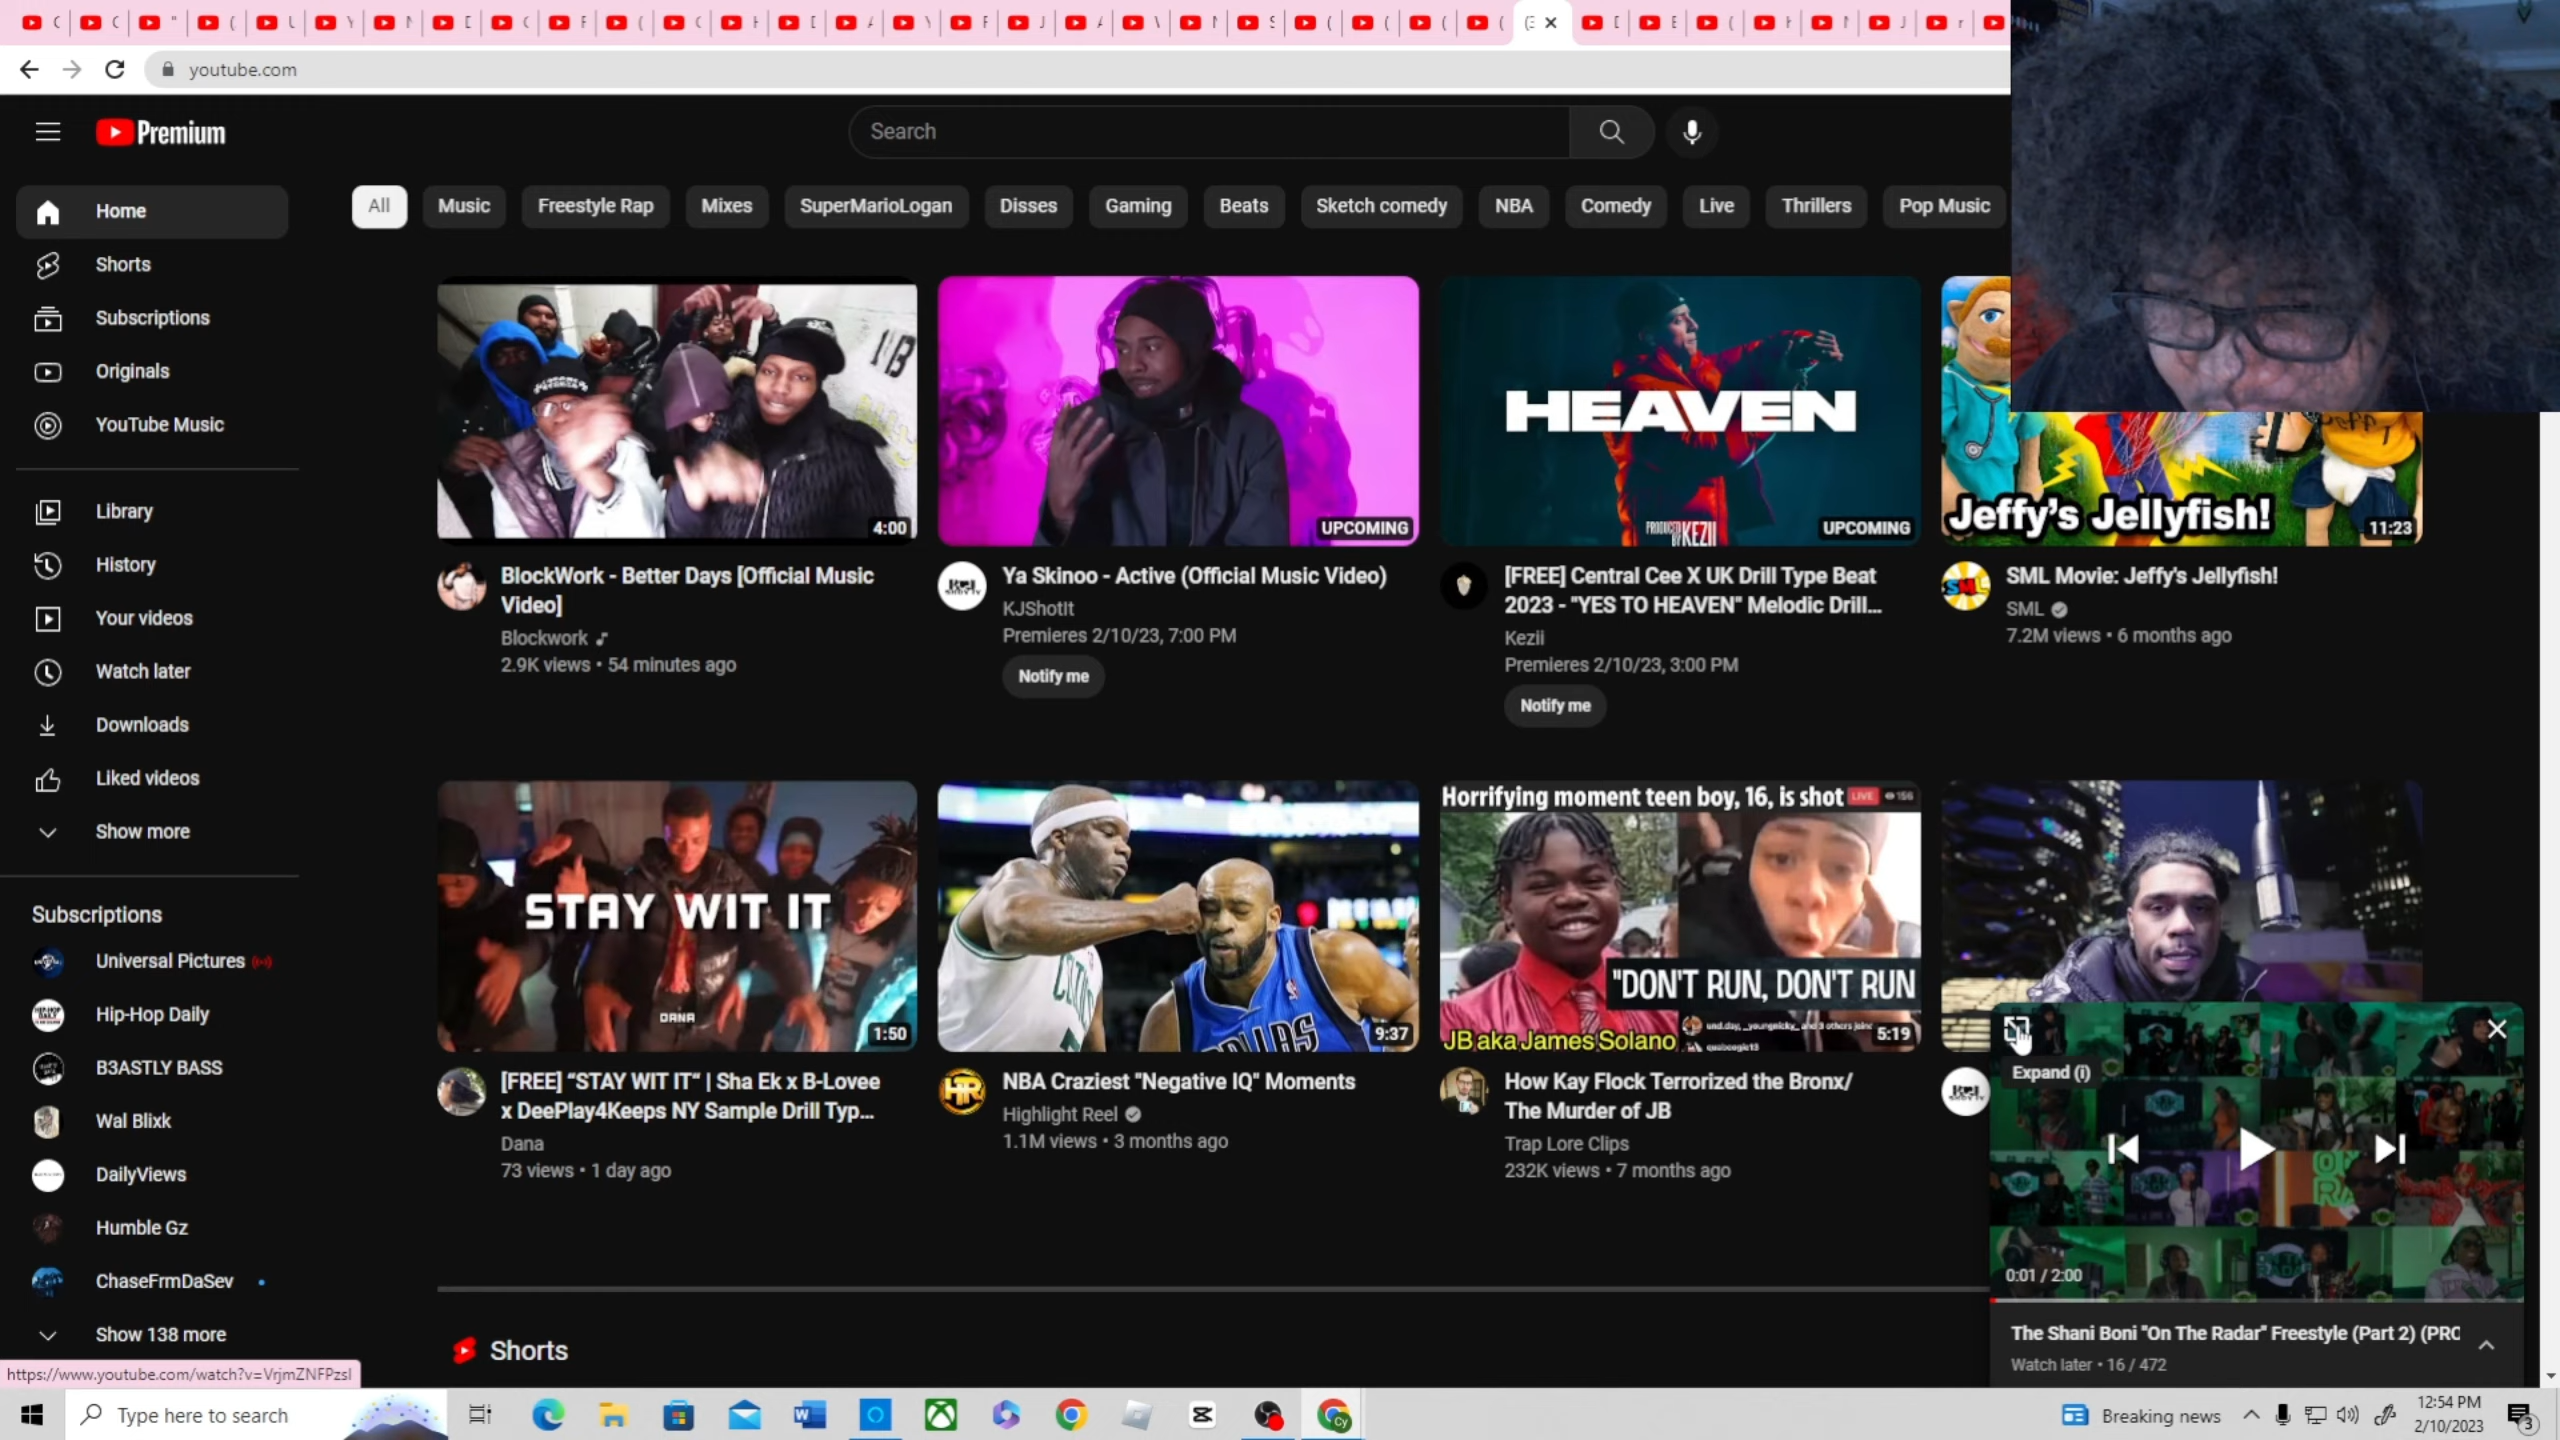 youtube.com
Premium
Search
Home
Shorts
Subscriptions
Originals
YouTube Music
Library
History
Your videos
Watch later
Downloads
Liked videos
Show more
Subscriptions
Universal Pictures
Hip-Hop Daily
B3ASTLY BASS
Wal Blixk
DailyViews
Humble Gz
ChaseFrmDaSev
Show 138 more
https://www.youtube.com/watch?v=VrjmZNFPzsI
All
Music
Freestyle Rap
Mixes
SuperMarioLogan
Disses
Gaming
Beats
Sketch comedy
NBA
Comedy
Live
Thrillers
Pop Music
4:00
BlockWork - Better Days [Official Music
Video]
Blockwork
2.9K views • 54 minutes ago
UPCOMING
Ya Skinoo - Active (Official Music Video)
KJShotIt
Premieres 2/10/23, 7:00 PM
Notify me
HEAVEN
PRODUCED BY KEZII
UPCOMING
[FREE] Central Cee X UK Drill Type Beat
2023 - "YES TO HEAVEN" Melodic Drill...
Kezii
Premieres 2/10/23, 3:00 PM
Notify me
Jeffy's Jellyfish!
11:23
SML
SML Movie: Jeffy's Jellyfish!
SML
7.2M views • 6 months ago
STAY WIT IT
DANA
1:50
[FREE] “STAY WIT IT“ | Sha Ek x B-Lovee
x DeePlay4Keeps NY Sample Drill Typ...
Dana
73 views • 1 day ago
CELTICS
DALLAS
9:37
HR
NBA Craziest "Negative IQ" Moments
Highlight Reel
1.1M views • 3 months ago
Horrifying moment teen boy, 16, is shot
LIVE 156
"DON'T RUN, DON'T RUN
JB aka James Solano
5:19
How Kay Flock Terrorized the Bronx/
The Murder of JB
Trap Lore Clips
232K views • 7 months ago
Expand (i)
0:01 / 2:00
The Shani Boni "On The Radar" Freestyle (Part 2) (PRO
Watch later • 16 / 472
Shorts
Type here to search
Breaking news
12:54 PM
2/10/2023
3